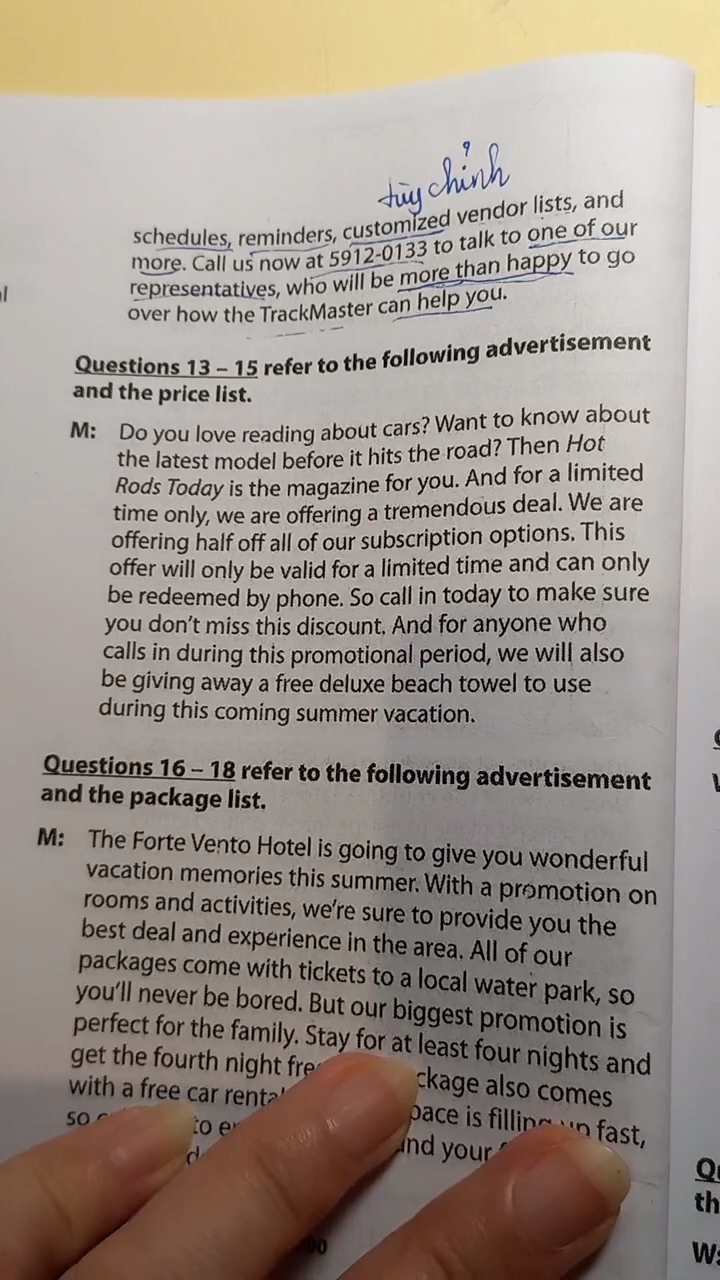 tùy chỉnh
schedules, reminders, customized vendor lists, and
more. Call us now at 5912-0133 to talk to one of our
representatives, who will be more than happy to go
over how the TrackMaster can help you.
Questions 13 – 15 refer to the following advertisement
and the price list.
M: Do you love reading about cars? Want to know about
the latest model before it hits the road? Then Hot
Rods Today is the magazine for you. And for a limited
time only, we are offering a tremendous deal. We are
offering half off all of our subscription options. This
offer will only be valid for a limited time and can only
be redeemed by phone. So call in today to make sure
you don't miss this discount. And for anyone who
calls in during this promotional period, we will also
be giving away a free deluxe beach towel to use
during this coming summer vacation.
Questions 16 – 18 refer to the following advertisement
and the package list.
M: The Forte Vento Hotel is going to give you wonderful
vacation memories this summer. With a promotion on
rooms and activities, we're sure to provide you the
best deal and experience in the area. All of our
packages come with tickets to a local water park, so
you'll never be bored. But our biggest promotion is
perfect for the family. Stay for at least four nights and
get the fourth night also comes
with a free car is filling fast,
so to your